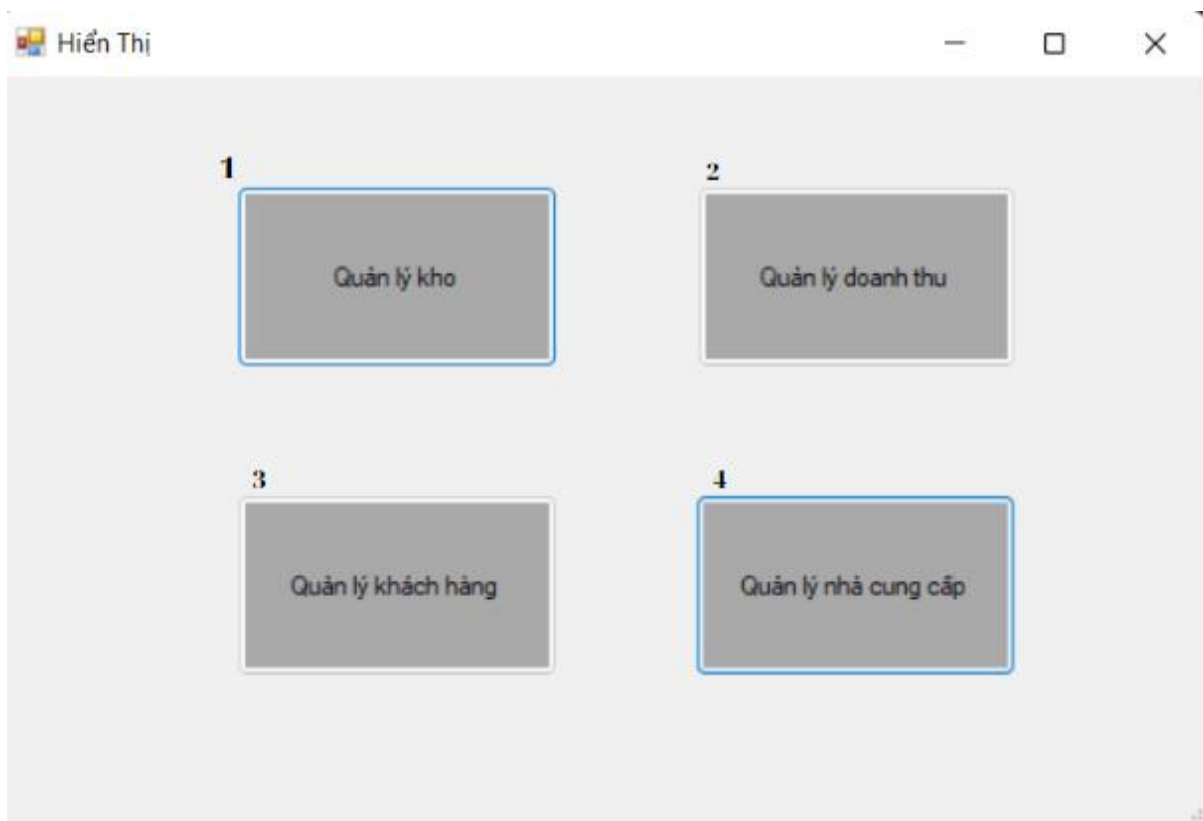 Hiển Thị
1
2
Quản lý kho
Quản lý doanh thu
3
4
Quản lý khách hàng
Quản lý nhà cung cấp